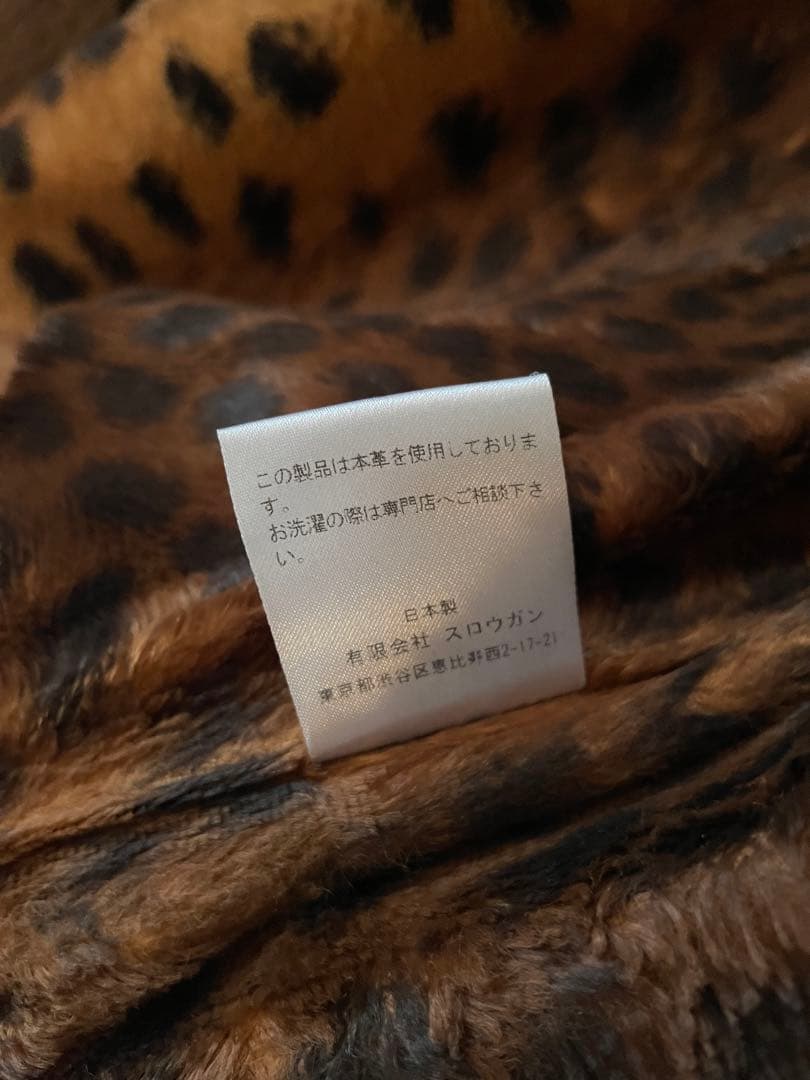 この製品は本革を使用しておりま
す。
お洗濯の際は専門店へご相談下さ
い。
日本製
有限会社 スロウガン
東京都渋谷区恵比寿西2-17-21